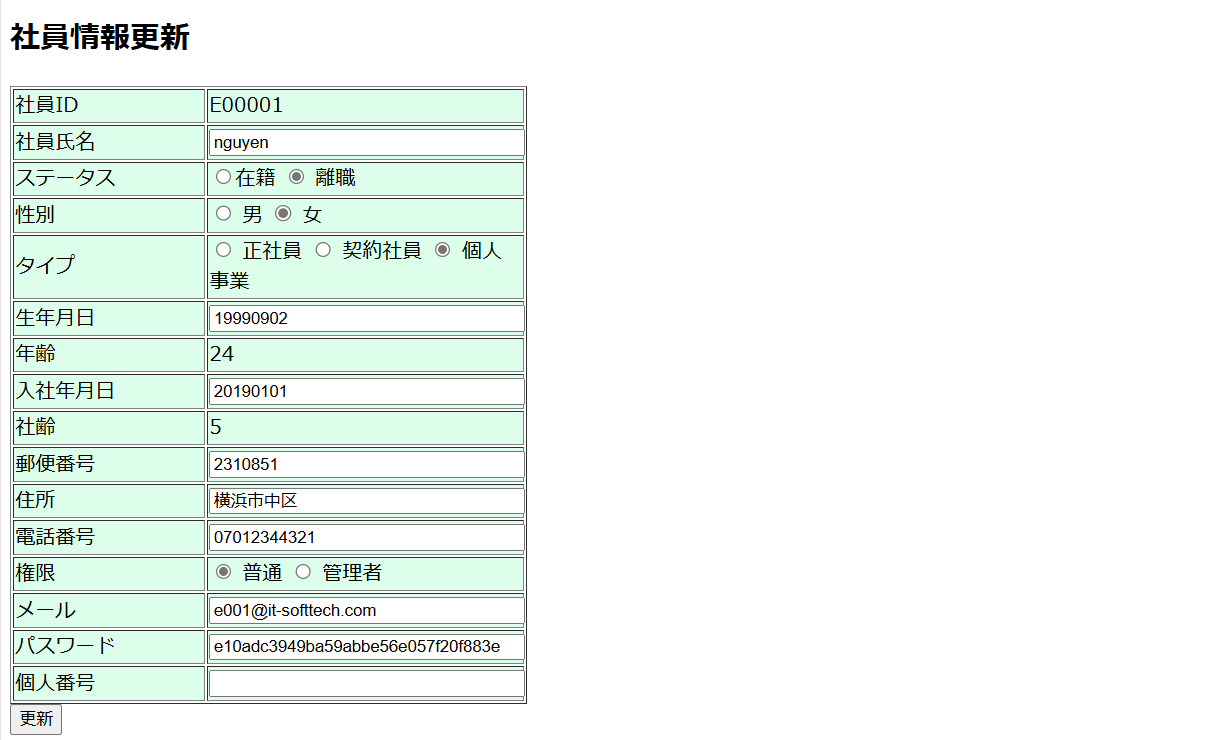 社員情報更新
社員ID E00001
社員氏名 nguyen
ステータス 在籍 離職
性別 男 女
タイプ 正社員 契約社員 個人
事業
生年月日 19990902
年齢 24
入社年月日 20190101
社齢 5
郵便番号 2310851
住所 横浜市中区
電話番号 07012344321
権限 普通 管理者
メール e001@it-softtech.com
パスワード e10adc3949ba59abbe56e057f20f883e
個人番号
更新